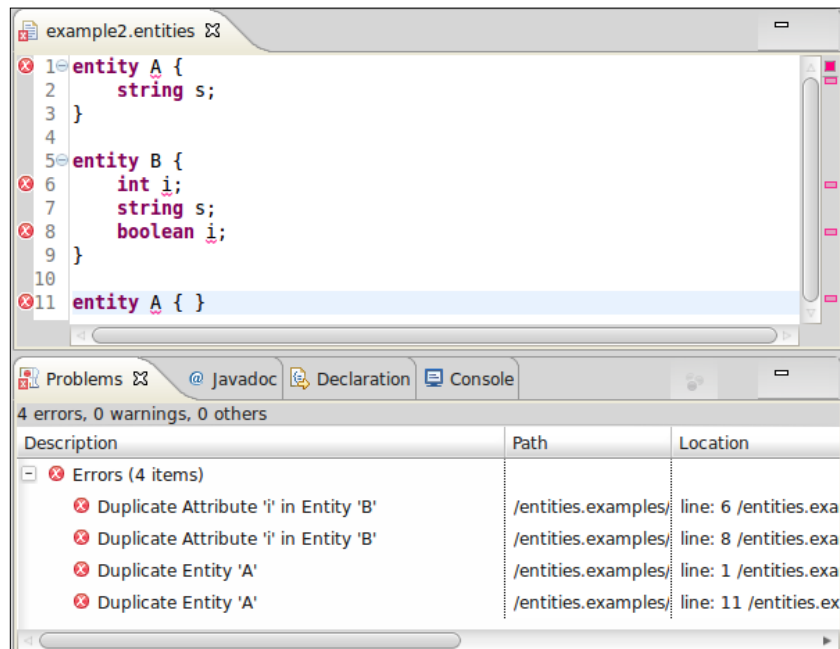 example2.entities
1 entity A {
2 string s;
3 }
4
5 entity B {
6 int i;
7 string s;
8 boolean i;
9 }
10
11 entity A { }
Problems @ Javadoc Declaration Console
4 errors, 0 warnings, 0 others
Description Path Location
Errors (4 items)
Duplicate Attribute 'i' in Entity 'B' /entities.examples/ line: 6 /entities.exa
Duplicate Attribute 'i' in Entity 'B' /entities.examples/ line: 8 /entities.exa
Duplicate Entity 'A' /entities.examples/ line: 1 /entities.exa
Duplicate Entity 'A' /entities.examples/ line: 11 /entities.ex